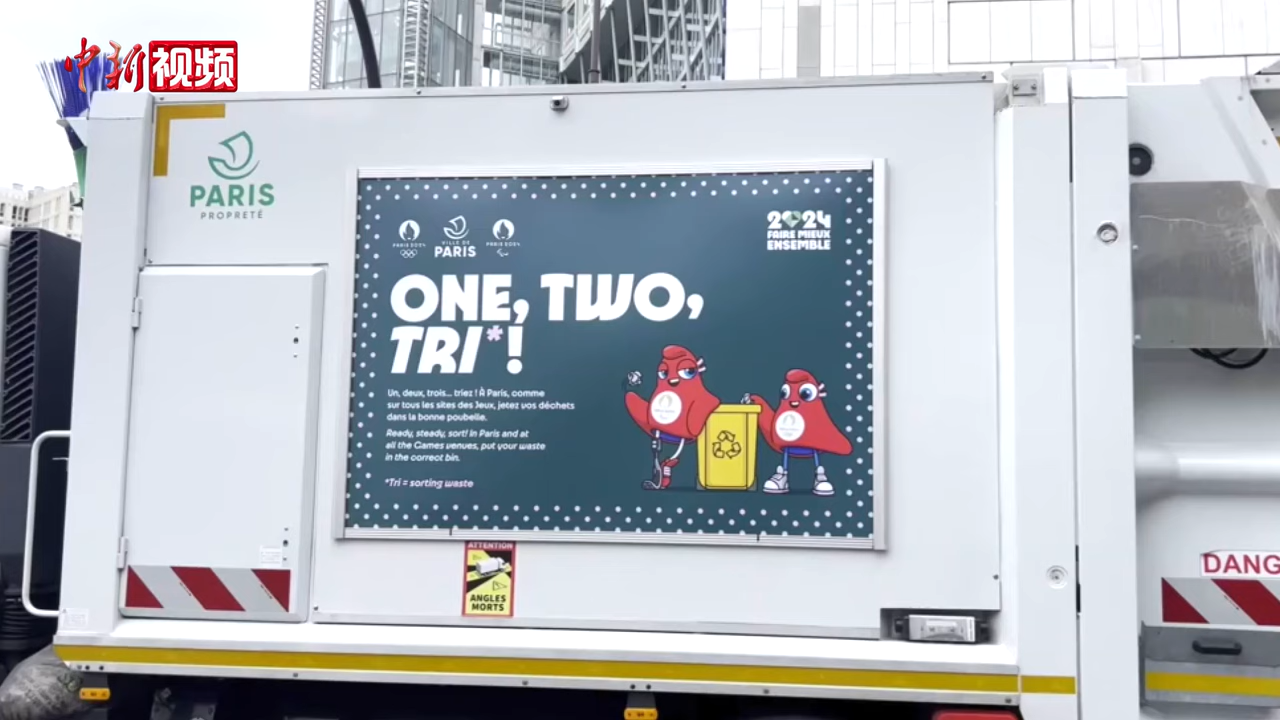 中新视频
PARIS
PROPRETÉ
PARIS 2024
VILLE DE
PARIS
PARIS 2024
2024
FAIRE MIEUX
ENSEMBLE
ONE, TWO,
TRI*!
Un, deux, trois... triez ! À Paris, comme
sur tous les sites des Jeux, jetez vos déchets
dans la bonne poubelle.
Ready, steady, sort! In Paris and at
all the Games venues, put your waste
in the correct bin.
*Tri = sorting waste
ATTENTION
ANGLES
MORTS
DANG